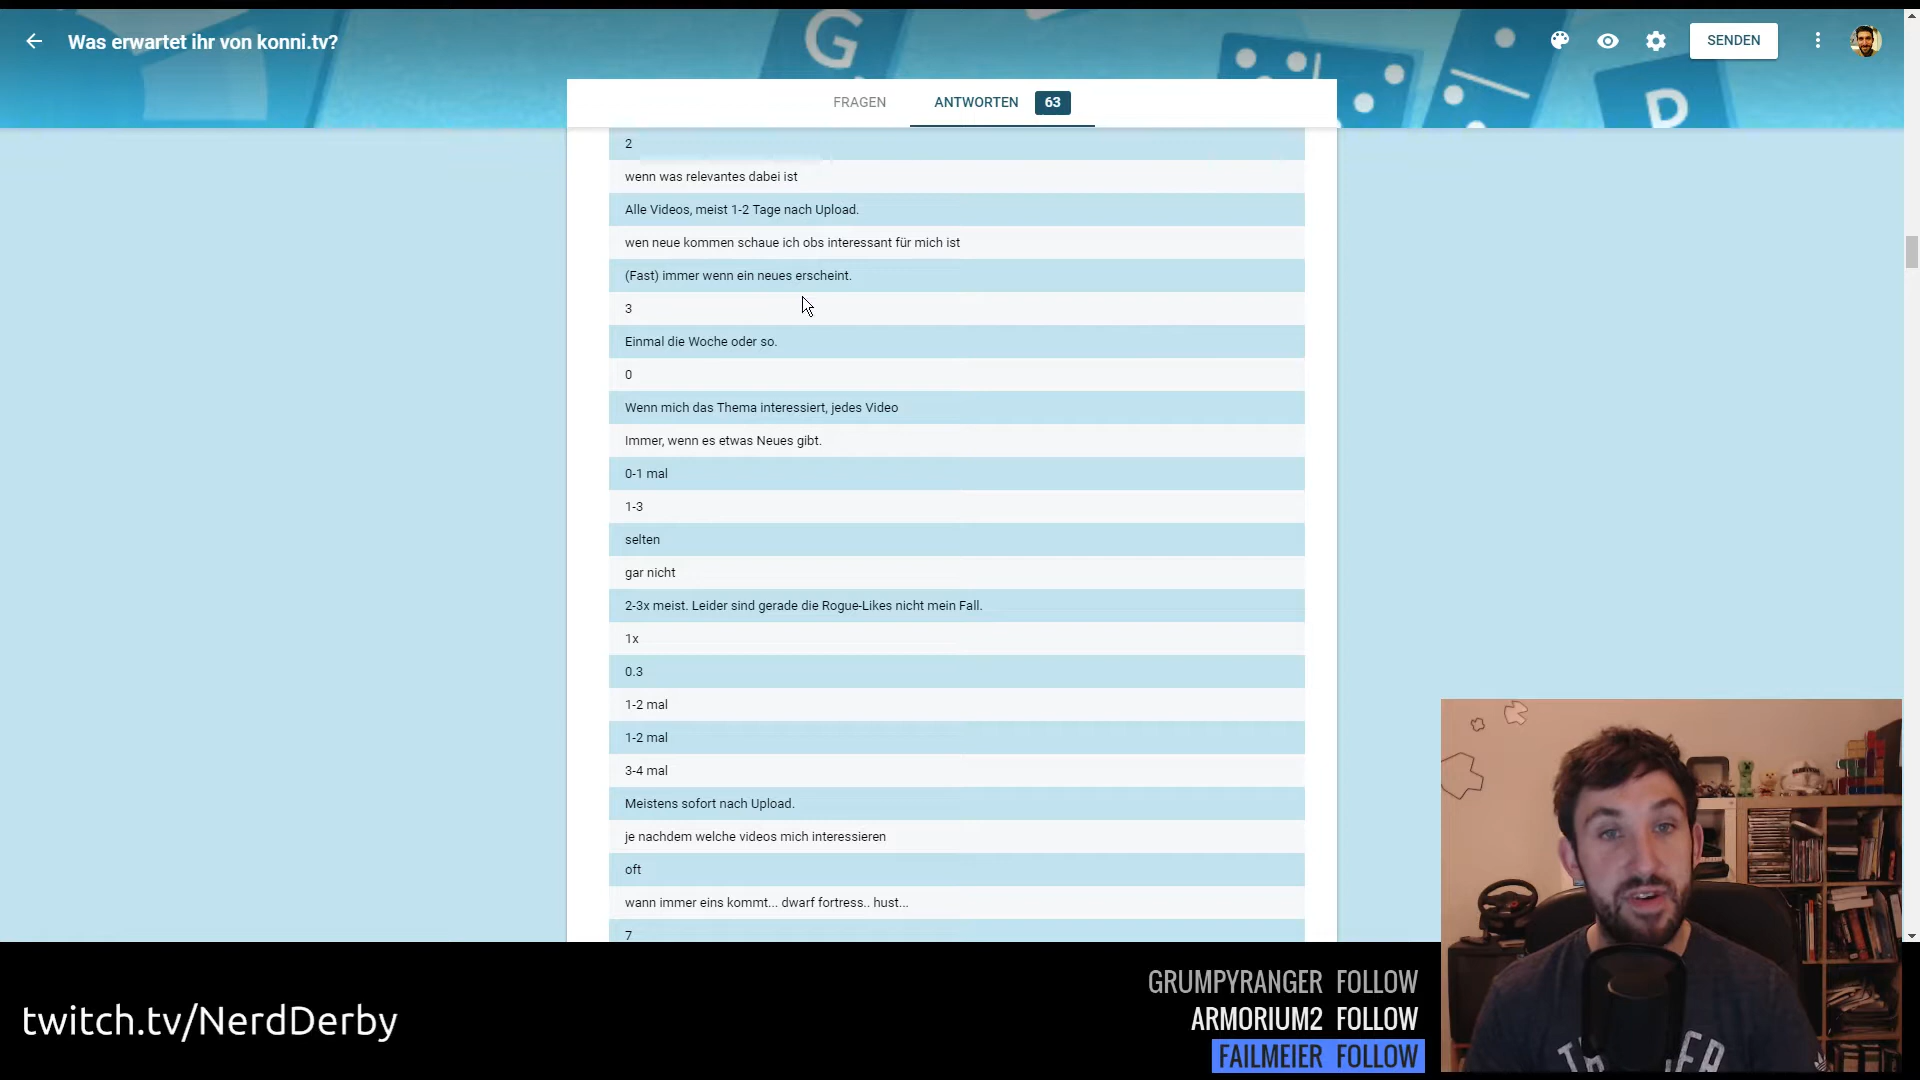 Was erwartet ihr von konni.tv?
SENDEN
FRAGEN
ANTWORTEN 63
2
wenn was relevantes dabei ist
Alle Videos, meist 1-2 Tage nach Upload.
wen neue kommen schaue ich obs interessant für mich ist
(Fast) immer wenn ein neues erscheint.
3
Einmal die Woche oder so.
0
Wenn mich das Thema interessiert, jedes Video
Immer, wenn es etwas Neues gibt.
0-1 mal
1-3
selten
gar nicht
2-3x meist. Leider sind gerade die Rogue-Likes nicht mein Fall.
1x
0.3
1-2 mal
1-2 mal
3-4 mal
Meistens sofort nach Upload.
je nachdem welche videos mich interessieren
oft
wann immer eins kommt... dwarf fortress.. hust...
7
twitch.tv/NerdDerby
GRUMPYRANGER FOLLOW
ARMORIUM2 FOLLOW
FAILMEIER FOLLOW
G
D